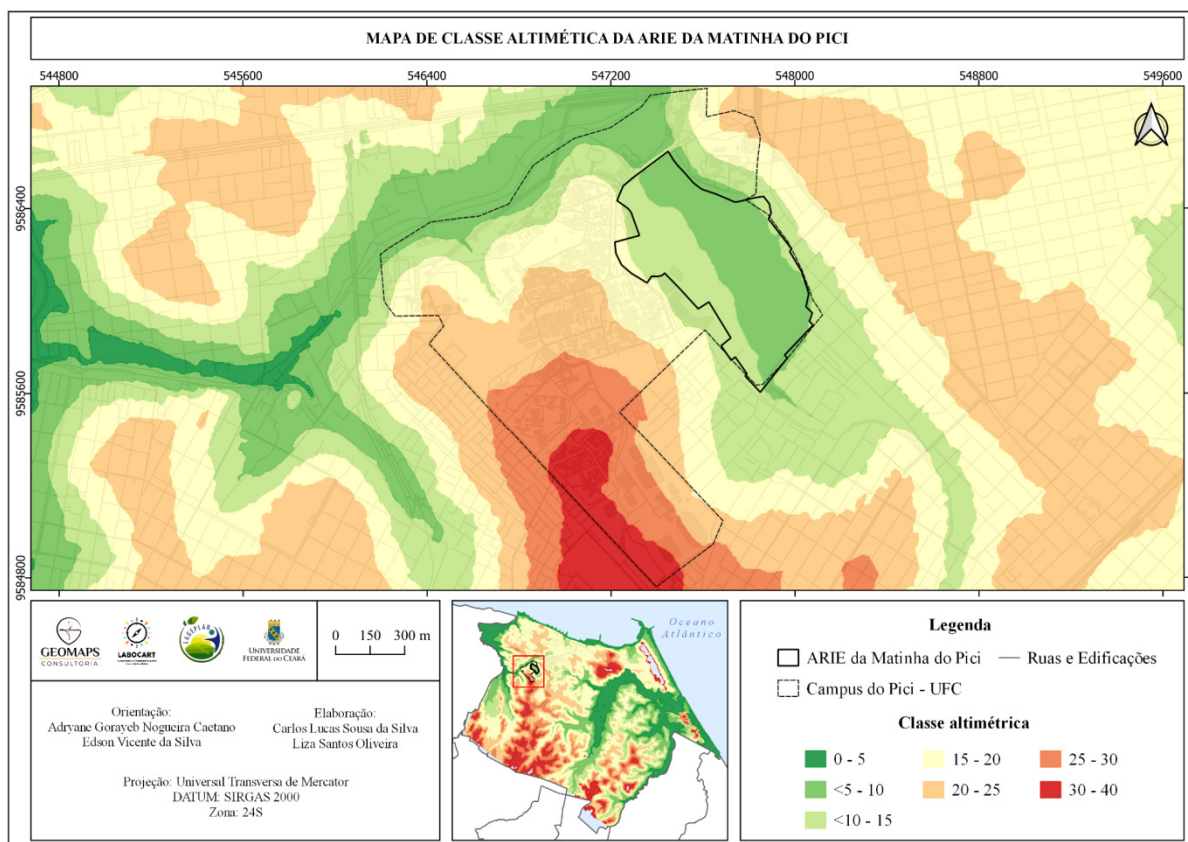 MAPA DE CLASSE ALTIMÉTICA DA ARIE DA MATINHA DO PICI
544800 545600 546400 547200 548000 548800 549600
9586400
9585600
9584800
GEOMAPS
CONSULTORIA
LABOCART
LAGEPLAN
UNIVERSIDADE
FEDERAL DO CEARÁ
0 150 300 m
Orientação:
Adryane Gorayeb Nogueira Caetano
Edson Vicente da Silva
Elaboração:
Carlos Lucas Sousa da Silva
Liza Santos Oliveira
Projeção: Universal Transversa de Mercator
DATUM: SIRGAS 2000
Zona: 24S
Oceano
Atlântico
Legenda
ARIE da Matinha do Pici
Ruas e Edificações
Campus do Pici - UFC
Classe altimétrica
0 - 5
<5 - 10
<10 - 15
15 - 20
20 - 25
25 - 30
30 - 40